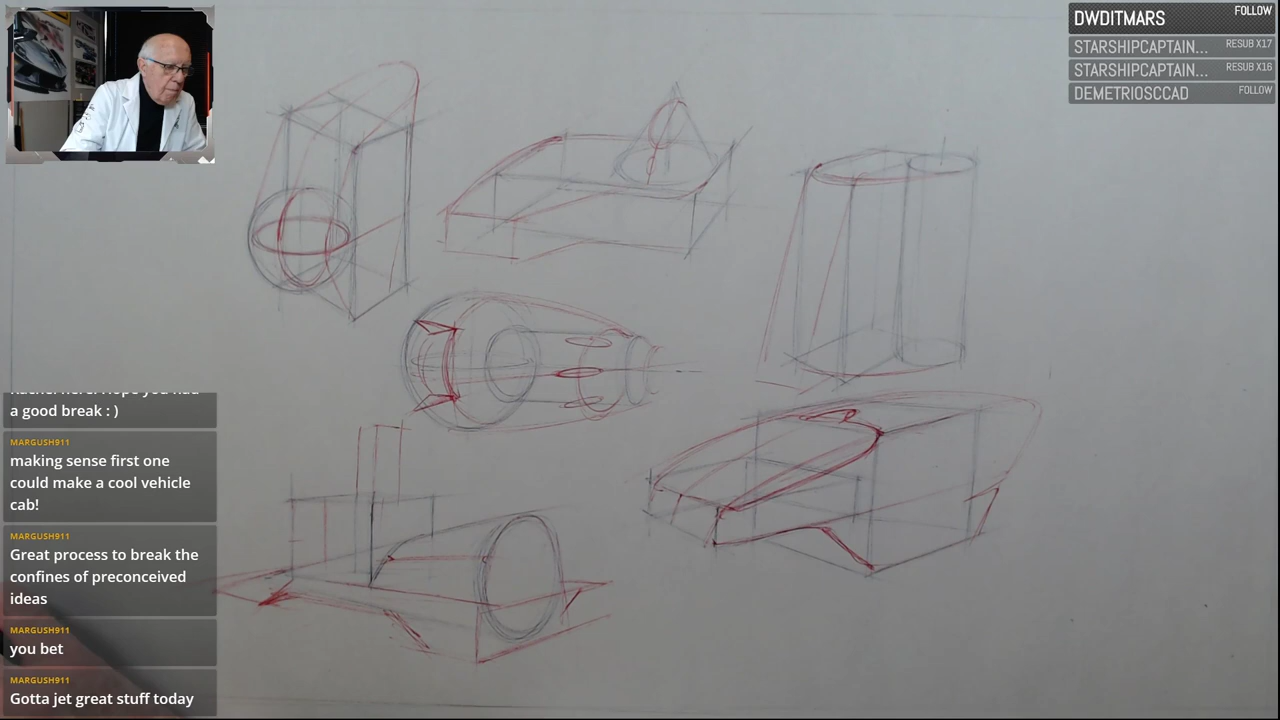 DWDITMARS FOLLOW
STARSHIPCAPTAIN... RESUB X17
STARSHIPCAPTAIN... RESUB X16
DEMETRIOSCCAD FOLLOW
a good break : )
MARGUSH911
making sense first one
could make a cool vehicle
cab!
MARGUSH911
Great process to break the
confines of preconceived
ideas
MARGUSH911
you bet
MARGUSH911
Gotta jet great stuff today